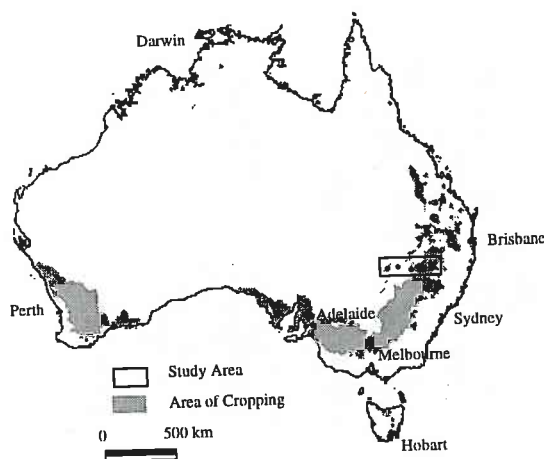 Darwin
Brisbane
Perth
Adelaide
Sydney
Melbourne
Study Area
Area of Cropping
0 500 km
Hobart